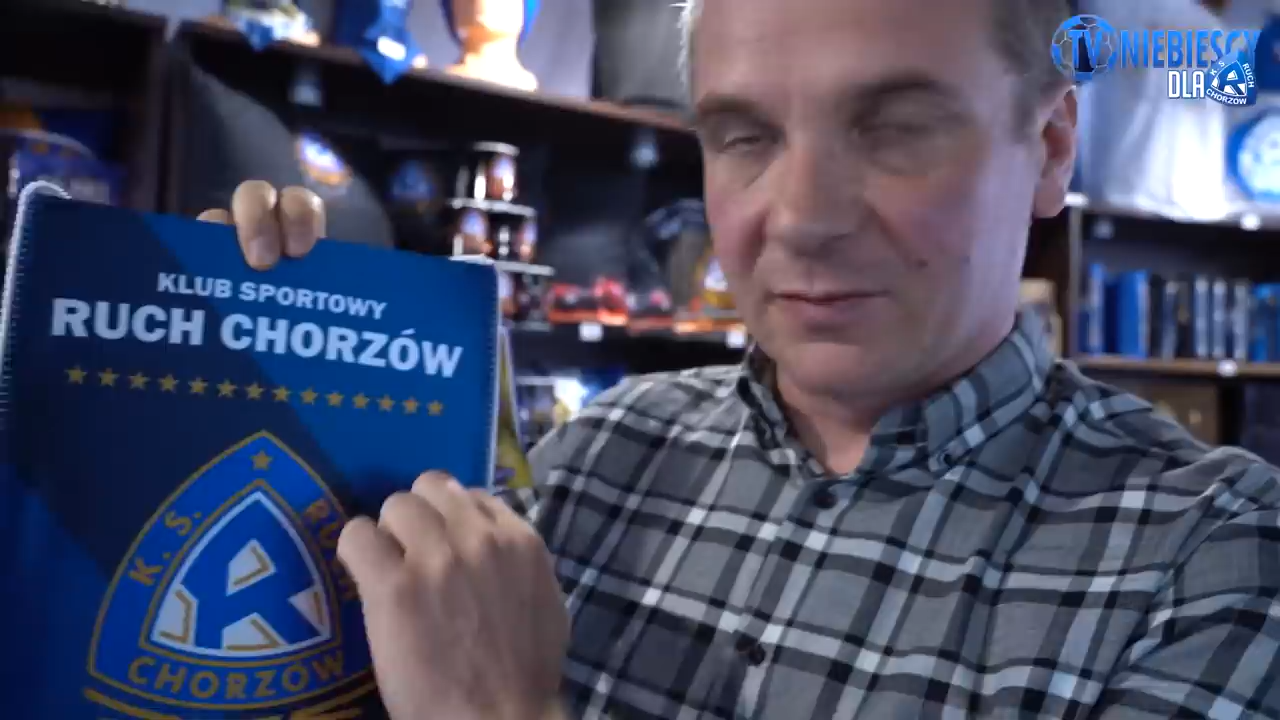 TV NIEBIESCY
DLA
RUCH
CHORZÓW
KLUB SPORTOWY
RUCH CHORZÓW
K. S. RUCH
R
CHORZÓW